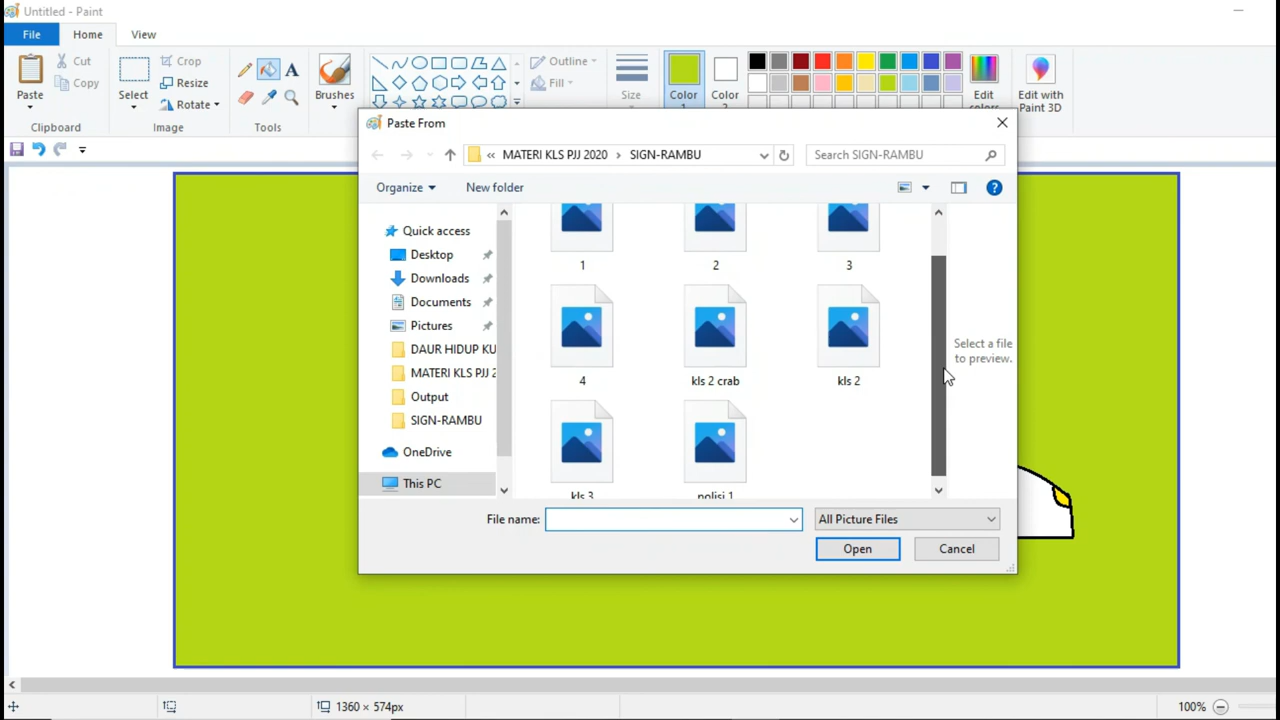 Untitled - Paint
File
Home
View
Paste
Cut
Copy
Clipboard
Select
Crop
Resize
Rotate
Image
Tools
Brushes
Outline
Fill
Size
Color
1
Color
Edit
colors
Edit with
Paint 3D
Paste From
« MATERI KLS PJJ 2020 › SIGN-RAMBU
Search SIGN-RAMBU
Organize
New folder
Quick access
Desktop
Downloads
Documents
Pictures
DAUR HIDUP KU
MATERI KLS PJJ 2
Output
SIGN-RAMBU
OneDrive
This PC
1
2
3
4
kls 2 crab
kls 2
kls 3
polisi 1
Select a file
to preview.
File name:
All Picture Files
Open
Cancel
1360 × 574px
100%